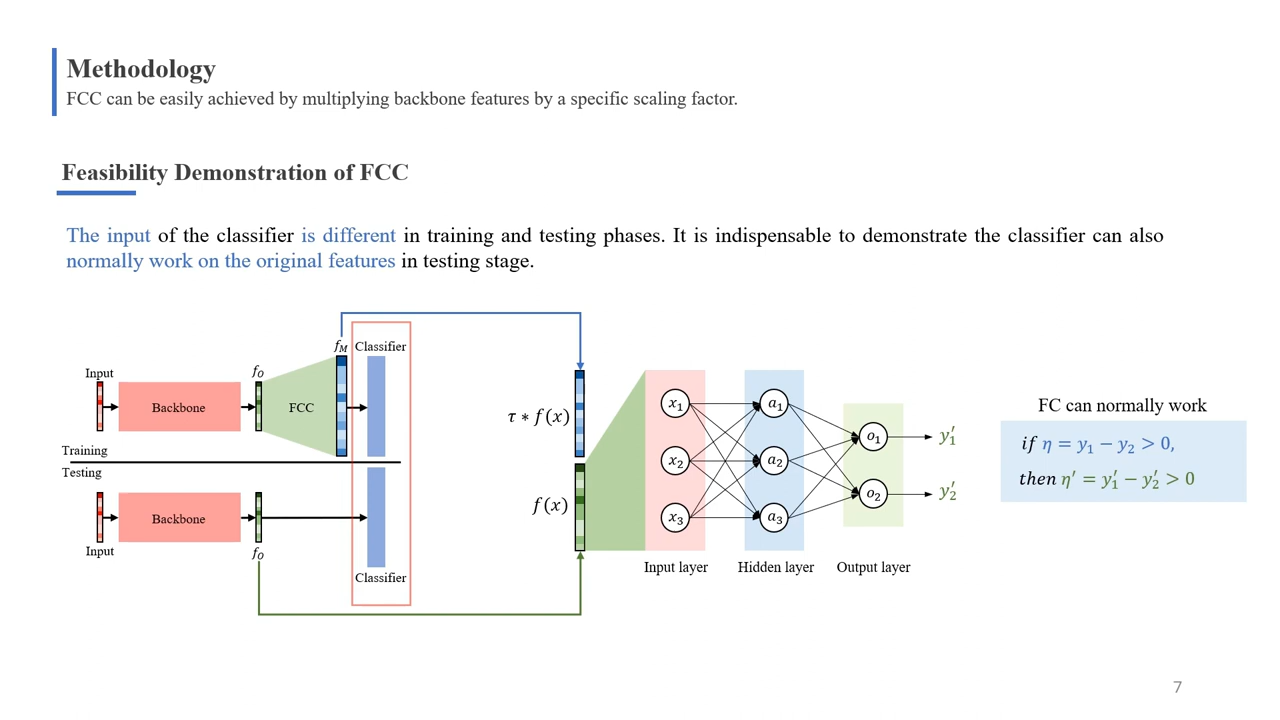 Methodology
FCC can be easily achieved by multiplying backbone features by a specific scaling factor.
Feasibility Demonstration of FCC
The input of the classifier is different in training and testing phases. It is indispensable to demonstrate the classifier can also
normally work on the original features in testing stage.
f_M Classifier
Input
f_O
Backbone
FCC
Training
Testing
Backbone
Input
f_O
Classifier
τ ∗ f(x)
f(x)
x₁
x₂
x₃
a₁
a₂
a₃
o₁
o₂
y₁′
y₂′
Input layer
Hidden layer
Output layer
FC can normally work
if η = y₁ − y₂ > 0,
then η′ = y₁′ − y₂′ > 0
7